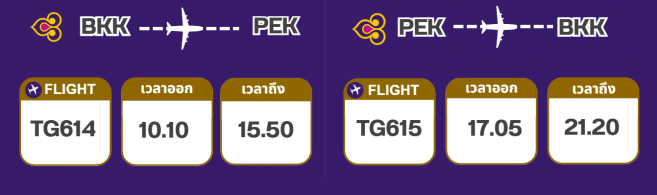 BKK PEK
FLIGHT เวลาออก เวลาถึง
TG614 10.10 15.50
PEK BKK
FLIGHT เวลาออก เวลาถึง
TG615 17.05 21.20